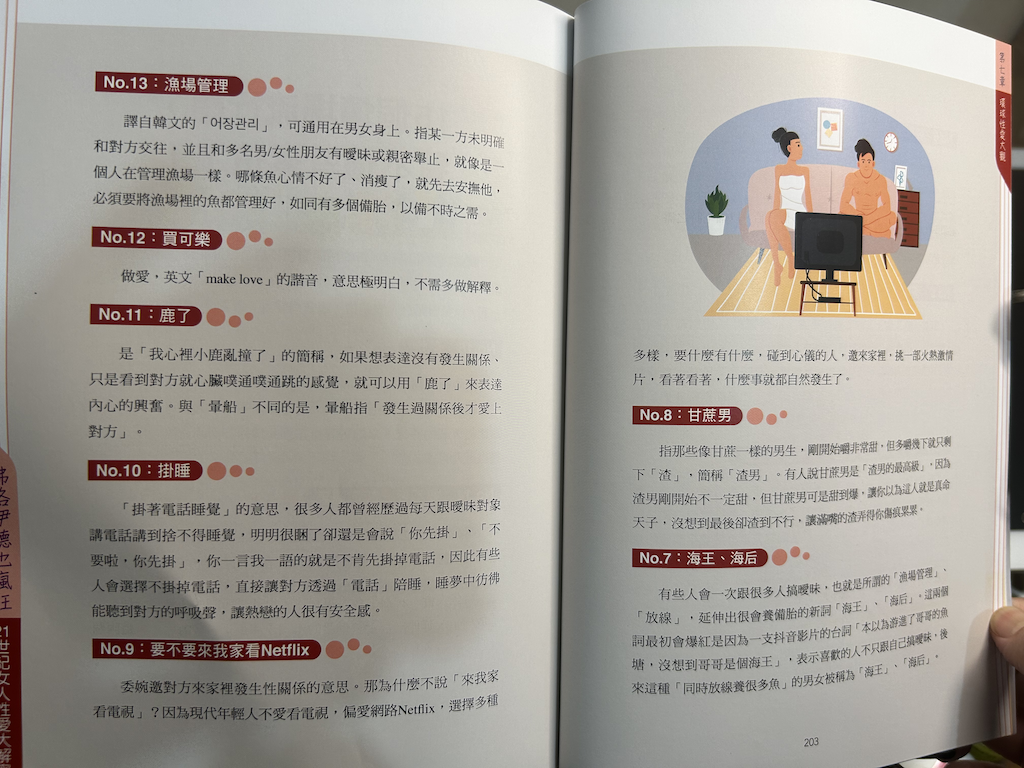 No.13：漁場管理
譯自韓文的「어장관리」，可通用在男女身上。指某一方未明確
和對方交往，並且和多名男/女性朋友有曖昧或親密舉止，就像是一
個人在管理漁場一樣。哪條魚心情不好了、消瘦了，就先去安撫他，
必須要將漁場裡的魚都管理好，如同有多個備胎，以備不時之需。
No.12：買可樂
做愛，英文「make love」的諧音，意思極明白，不需多做解釋。
No.11：鹿了
是「我心裡小鹿亂撞了」的簡稱，如果想表達沒有發生關係、
只是看到對方就心臟噗通噗通跳的感覺，就可以用「鹿了」來表達
內心的興奮。與「暈船」不同的是，暈船指「發生過關係後才愛上
對方」。
No.10：掛睡
「掛著電話睡覺」的意思，很多人都曾經歷過每天跟曖昧對象
講電話講到捨不得睡覺，明明很睏了卻還是會說「你先掛」、「不
要啦，你先掛」，你一言我一語的就是不肯先掛掉電話，因此有些
人會選擇不掛掉電話，直接讓對方透過「電話」陪睡，睡夢中彷彿
能聽到對方的呼吸聲，讓熱戀的人很有安全感。
No.9：要不要來我家看Netflix
委婉邀對方來家裡發生性關係的意思。那為什麼不說「來我家
看電視」？因為現代年輕人不愛看電視，偏愛網路Netflix，選擇多種
弗洛伊德也瘋狂
21世紀女人性愛大解
第七章 環球性愛大觀
多樣，要什麼有什麼，碰到心儀的人，邀來家裡，挑一部火熱激情
片，看著看著，什麼事就都自然發生了。
No.8：甘蔗男
指那些像甘蔗一樣的男生，剛開始嚼非常甜，但多嚼幾下就只剩
下「渣」，簡稱「渣男」。有人說甘蔗男是「渣男的最高級」，因為
渣男剛開始不一定甜，但甘蔗男可是甜到爆，讓你以為這人就是真命
天子，沒想到最後卻渣到不行，讓滿嘴的渣弄得你傷痕累累。
No.7：海王、海后
有些人會一次跟很多人搞曖昧，也就是所謂的「漁場管理」、
「放線」，延伸出很會養備胎的新詞「海王」、「海后」。這兩個
詞最初會爆紅是因為一支抖音影片的台詞「本以為游進了哥哥的魚
塘，沒想到哥哥是個海王」，表示喜歡的人不只跟自己搞曖昧，後
來這種「同時放線養很多魚」的男女被稱為「海王」、「海后」。
203